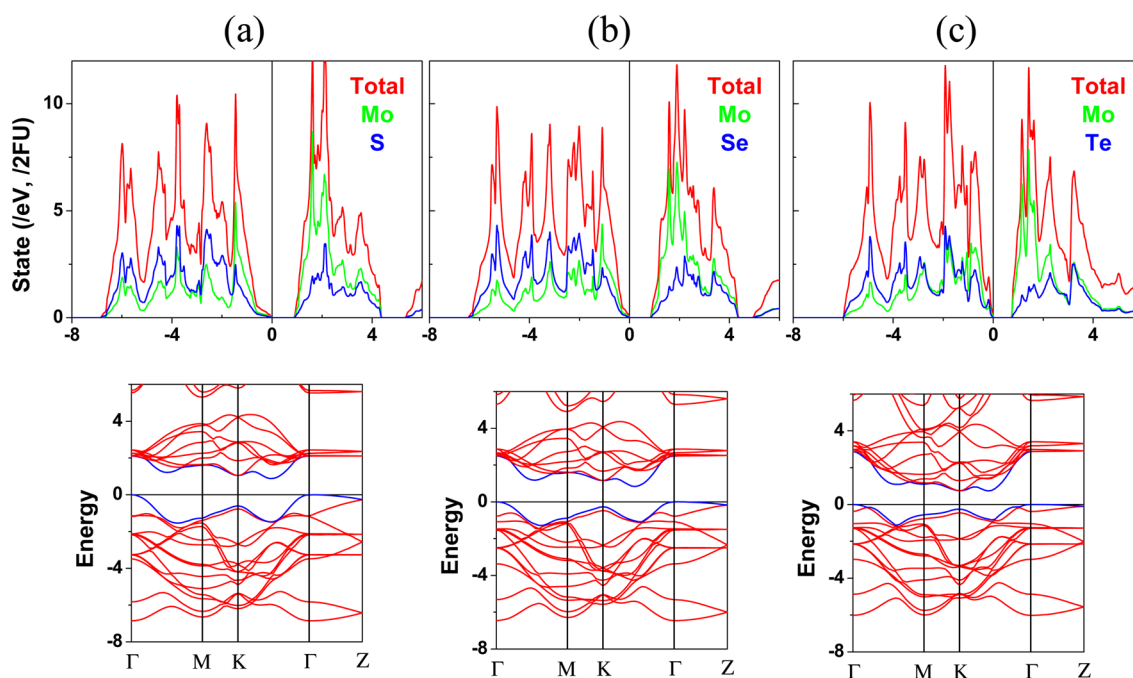 (a) (b) (c)
State (/eV, /2FU)
10
5
0
Total
Mo
S
Total
Mo
Se
Total
Mo
Te
-8 -4 0 4
-4 0 4
-4 0 4
Energy
4
0
-4
-8
Γ M K Γ Z
Energy
4
0
-4
-8
Γ M K Γ Z
Energy
4
0
-4
-8
Γ M K Γ Z